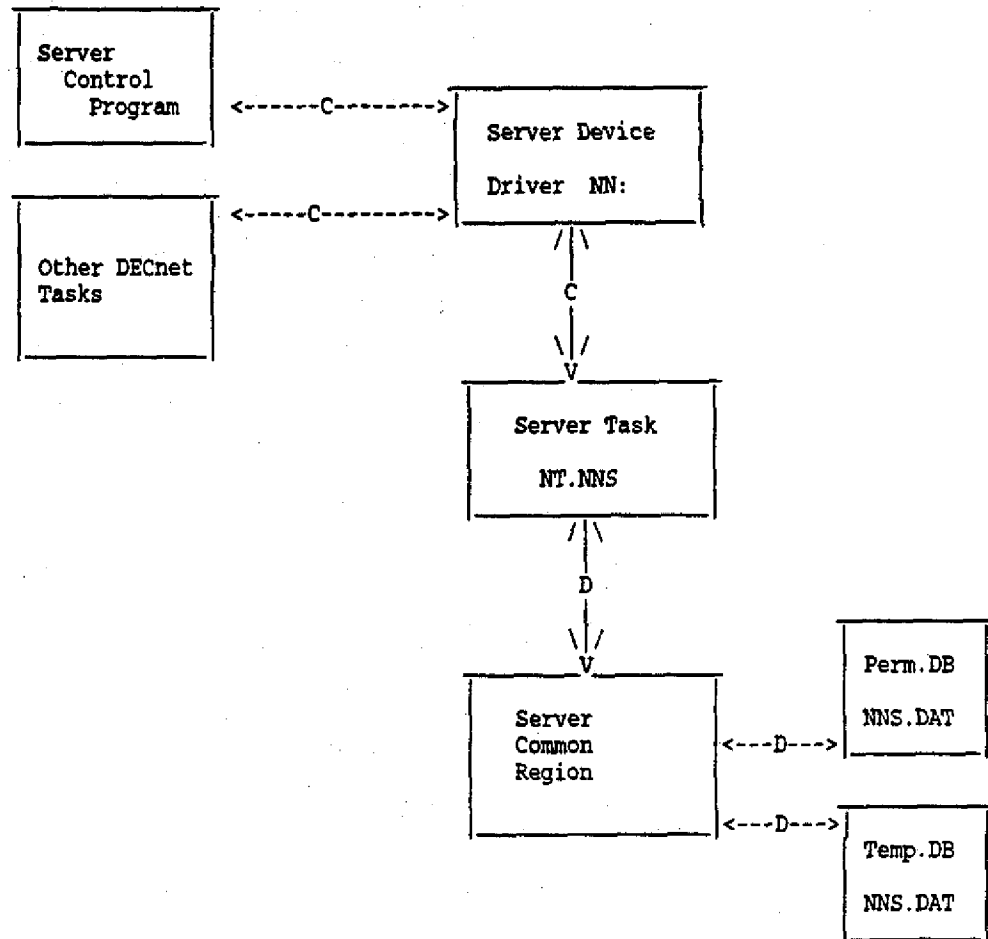 Server
Control
Program
<------C--------->
Server Device
Driver NN:
<-----C---------->
Other DECnet
Tasks
C
V
Server Task
NT.NNS
D
V
Server
Common
Region
<---D--->
Perm.DB
NNS.DAT
<---D--->
Temp.DB
NNS.DAT